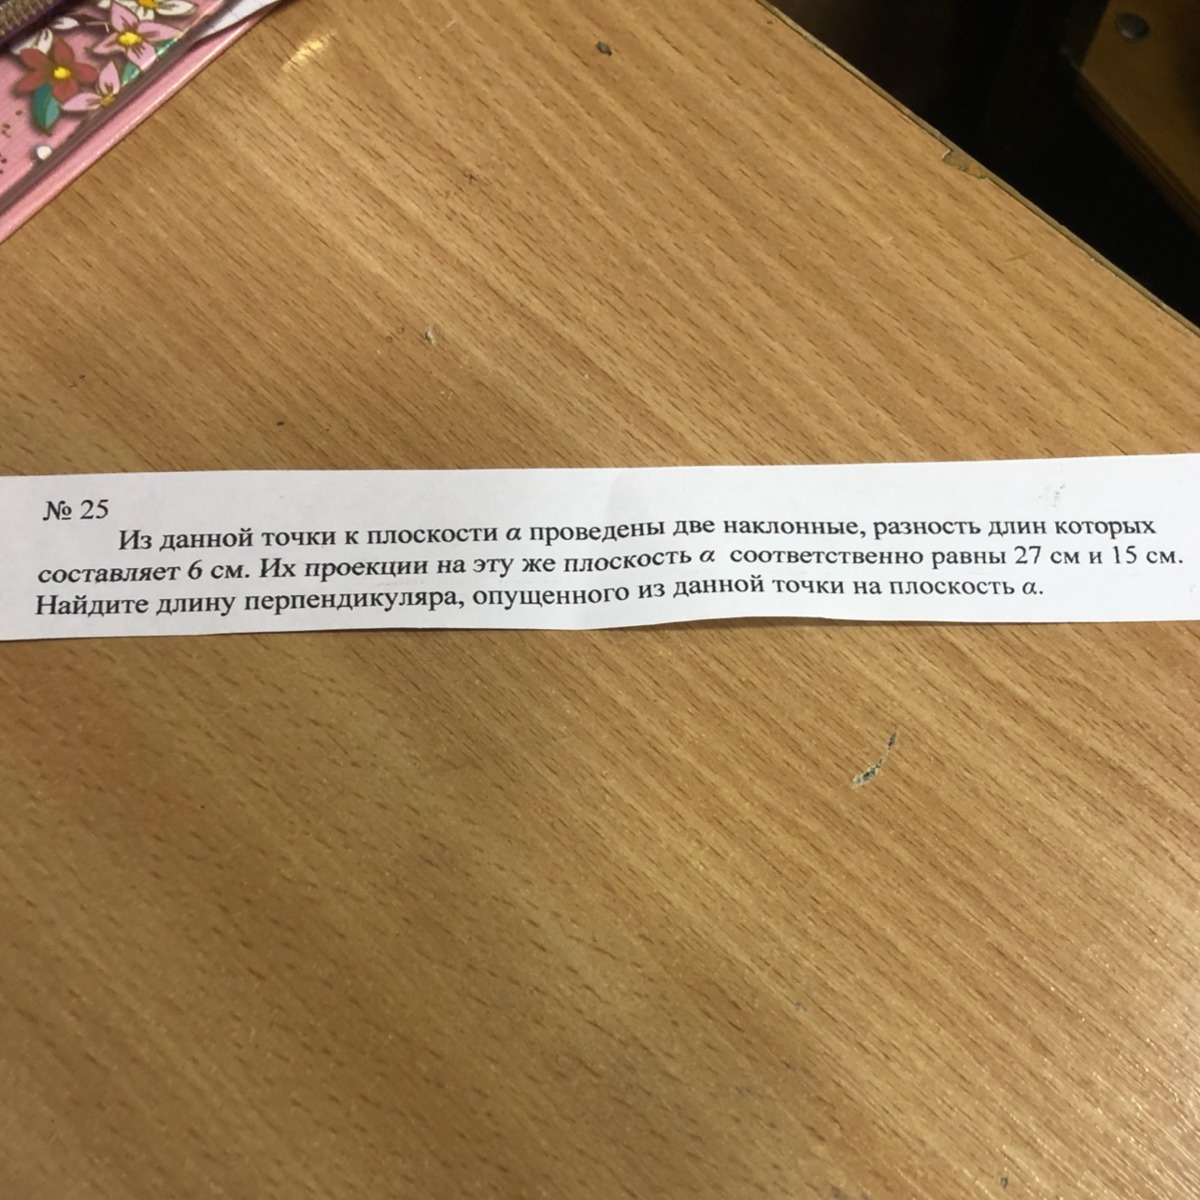 № 25
Из данной точки к плоскости α проведены две наклонные, разность длин которых
составляет 6 см. Их проекции на эту же плоскость α соответственно равны 27 см и 15 см.
Найдите длину перпендикуляра, опущенного из данной точки на плоскость α.